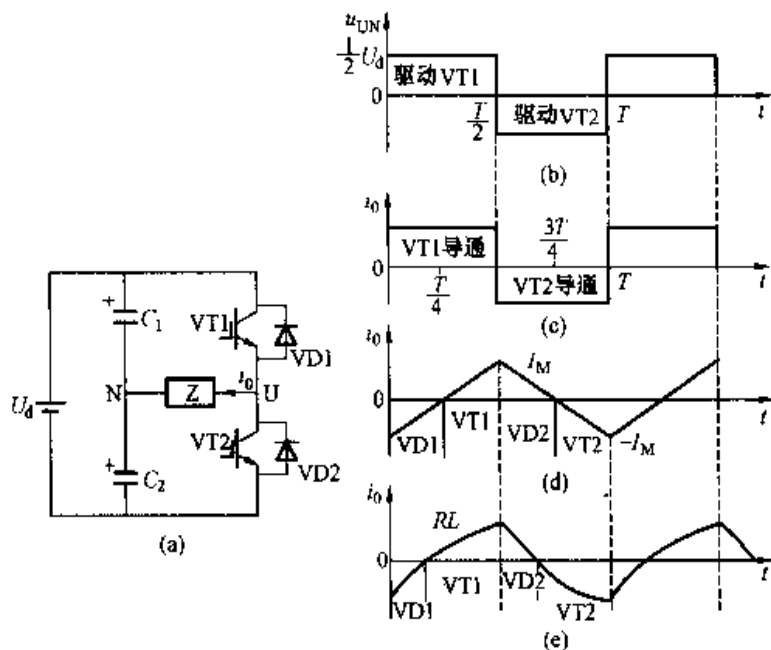 u_UN
1/2 U_d
驱动VT1
0
T/2
驱动VT2
T
t
(b)
i_0
VT1导通
3T/4
0
T/4
VT2导通
T
t
(c)
i_0
I_M
0
t
VD1
VT1
VD2
VT2
-I_M
(d)
i_0
RL
0
t
VD1
VT1
VD2
VT2
(e)
+
C_1
VT1
VD1
U_d
N
Z
i_0
U
+
C_2
VT2
VD2
(a)